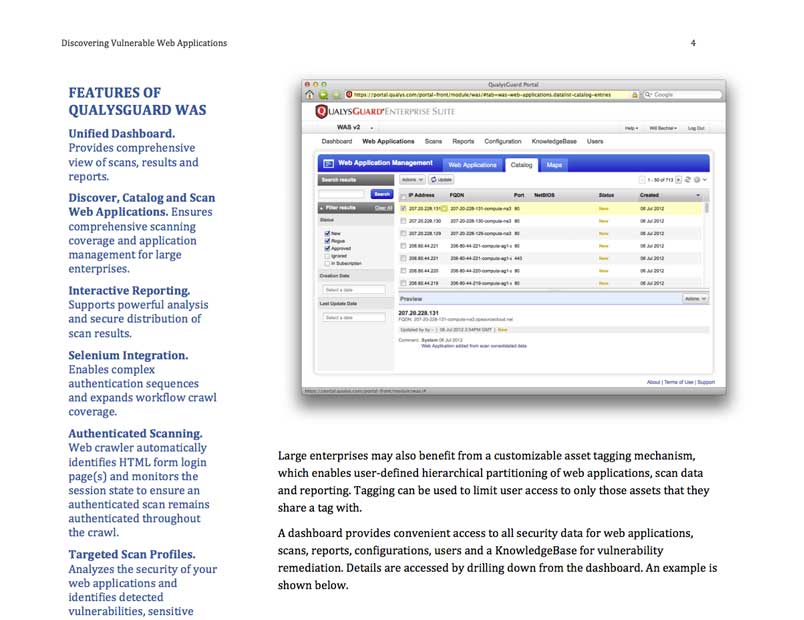 Discovering Vulnerable Web Applications
4
FEATURES OF
QUALYSGUARD WAS
Unified Dashboard.
Provides comprehensive
view of scans, results and
reports.
Discover, Catalog and Scan
Web Applications. Ensures
comprehensive scanning
coverage and application
management for large
enterprises.
Interactive Reporting.
Supports powerful analysis
and secure distribution of
scan results.
Selenium Integration.
Enables complex
authentication sequences
and expands workflow crawl
coverage.
Authenticated Scanning.
Web crawler automatically
identifies HTML form login
page(s) and monitors the
session state to ensure an
authenticated scan remains
authenticated throughout
the crawl.
Targeted Scan Profiles.
Analyzes the security of your
web applications and
identifies detected
vulnerabilities, sensitive
QualysGuard Portal
https://portal.qualys.com/portal-front/module/was/#tab=was-web-applications.datalist-catalog-entries
Google
QUALYSGUARD ENTERPRISE SUITE
WAS v2
Help
Will Bechtel
Log Out
Dashboard Web Applications Scans Reports Configuration KnowledgeBase Users
Web Application Management
Web Applications Catalog Maps
Search results
Search
Filter results Clear All
Status
New
Rogue
Approved
Ignored
In Subscription
Creation Date
Select a date
Last Update Date
Select a date
Actions Update
1 - 50 of 713
IP Address FQDN Port NetBIOS Status Created
207.20.228.131 207-20-228-131-compute-na3 80 New 06 Jul 2012
207.20.228.130 207-20-228-130-compute-na3 80 New 06 Jul 2012
207.20.228.129 207-20-228-129-compute-na3 80 New 06 Jul 2012
206.80.44.221 206-80-44-221-compute-ag1-c 80 New 06 Jul 2012
206.80.44.221 206-80-44-221-compute-ag1-c 443 New 06 Jul 2012
206.80.44.220 206-80-44-220-compute-ag1-c 80 New 06 Jul 2012
206.80.44.219 206-80-44-219-compute-ag1-c 80 New 06 Jul 2012
Preview
Actions
207.20.228.131
FQDN: 207-20-228-131-compute-na3.opsourcecloud.net
Updated by by - | 06 Jul 2012 3:54PM GMT | New
Comment: System 06 Jul 2012
Web Application added from scan consolidated data
About | Terms of Use | Support
https://portal.qualys.com/portal-front/module/was/#
Large enterprises may also benefit from a customizable asset tagging mechanism,
which enables user-defined hierarchical partitioning of web applications, scan data
and reporting. Tagging can be used to limit user access to only those assets that they
share a tag with.
A dashboard provides convenient access to all security data for web applications,
scans, reports, configurations, users and a KnowledgeBase for vulnerability
remediation. Details are accessed by drilling down from the dashboard. An example is
shown below.